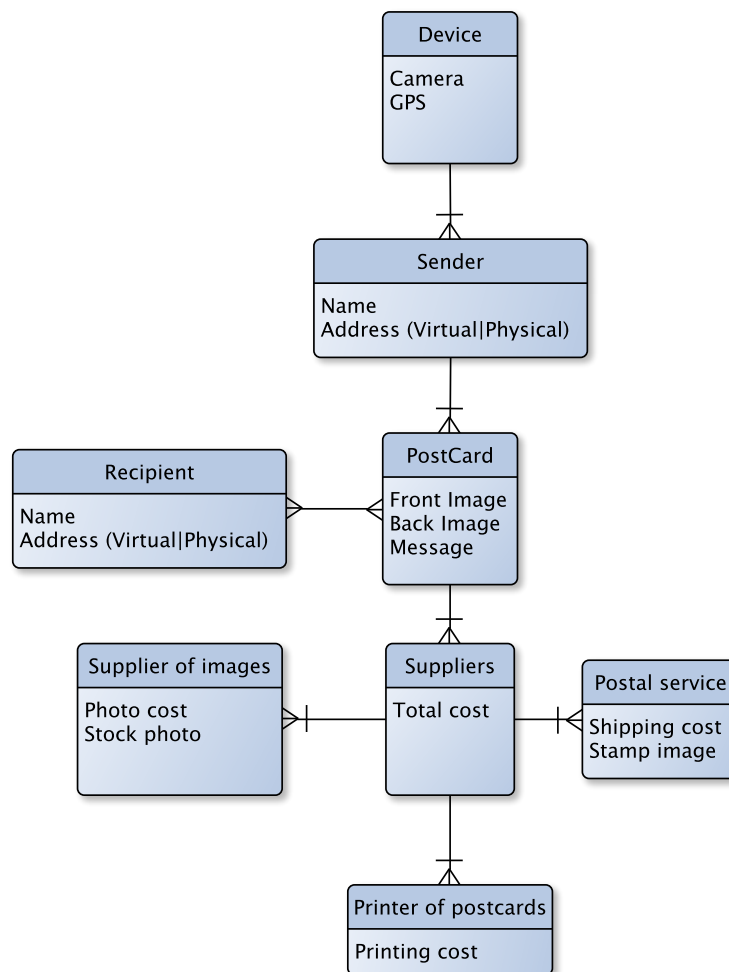 Device
Camera
GPS
Sender
Name
Address (Virtual|Physical)
Recipient
Name
Address (Virtual|Physical)
PostCard
Front Image
Back Image
Message
Supplier of images
Photo cost
Stock photo
Suppliers
Total cost
Postal service
Shipping cost
Stamp image
Printer of postcards
Printing cost